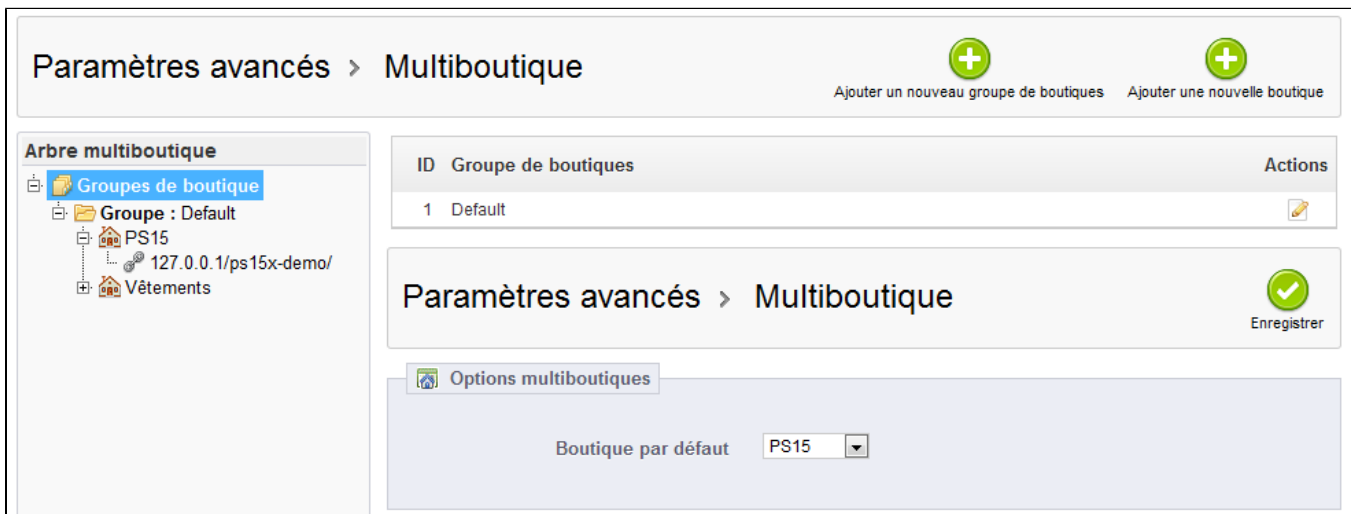 Paramètres avancés > Multiboutique
Ajouter un nouveau groupe de boutiques
Ajouter une nouvelle boutique
Arbre multiboutique
Groupes de boutique
Groupe : Default
PS15
127.0.0.1/ps15x-demo/
Vêtements
ID Groupe de boutiques Actions
1 Default
Paramètres avancés > Multiboutique
Enregistrer
Options multiboutiques
Boutique par défaut PS15